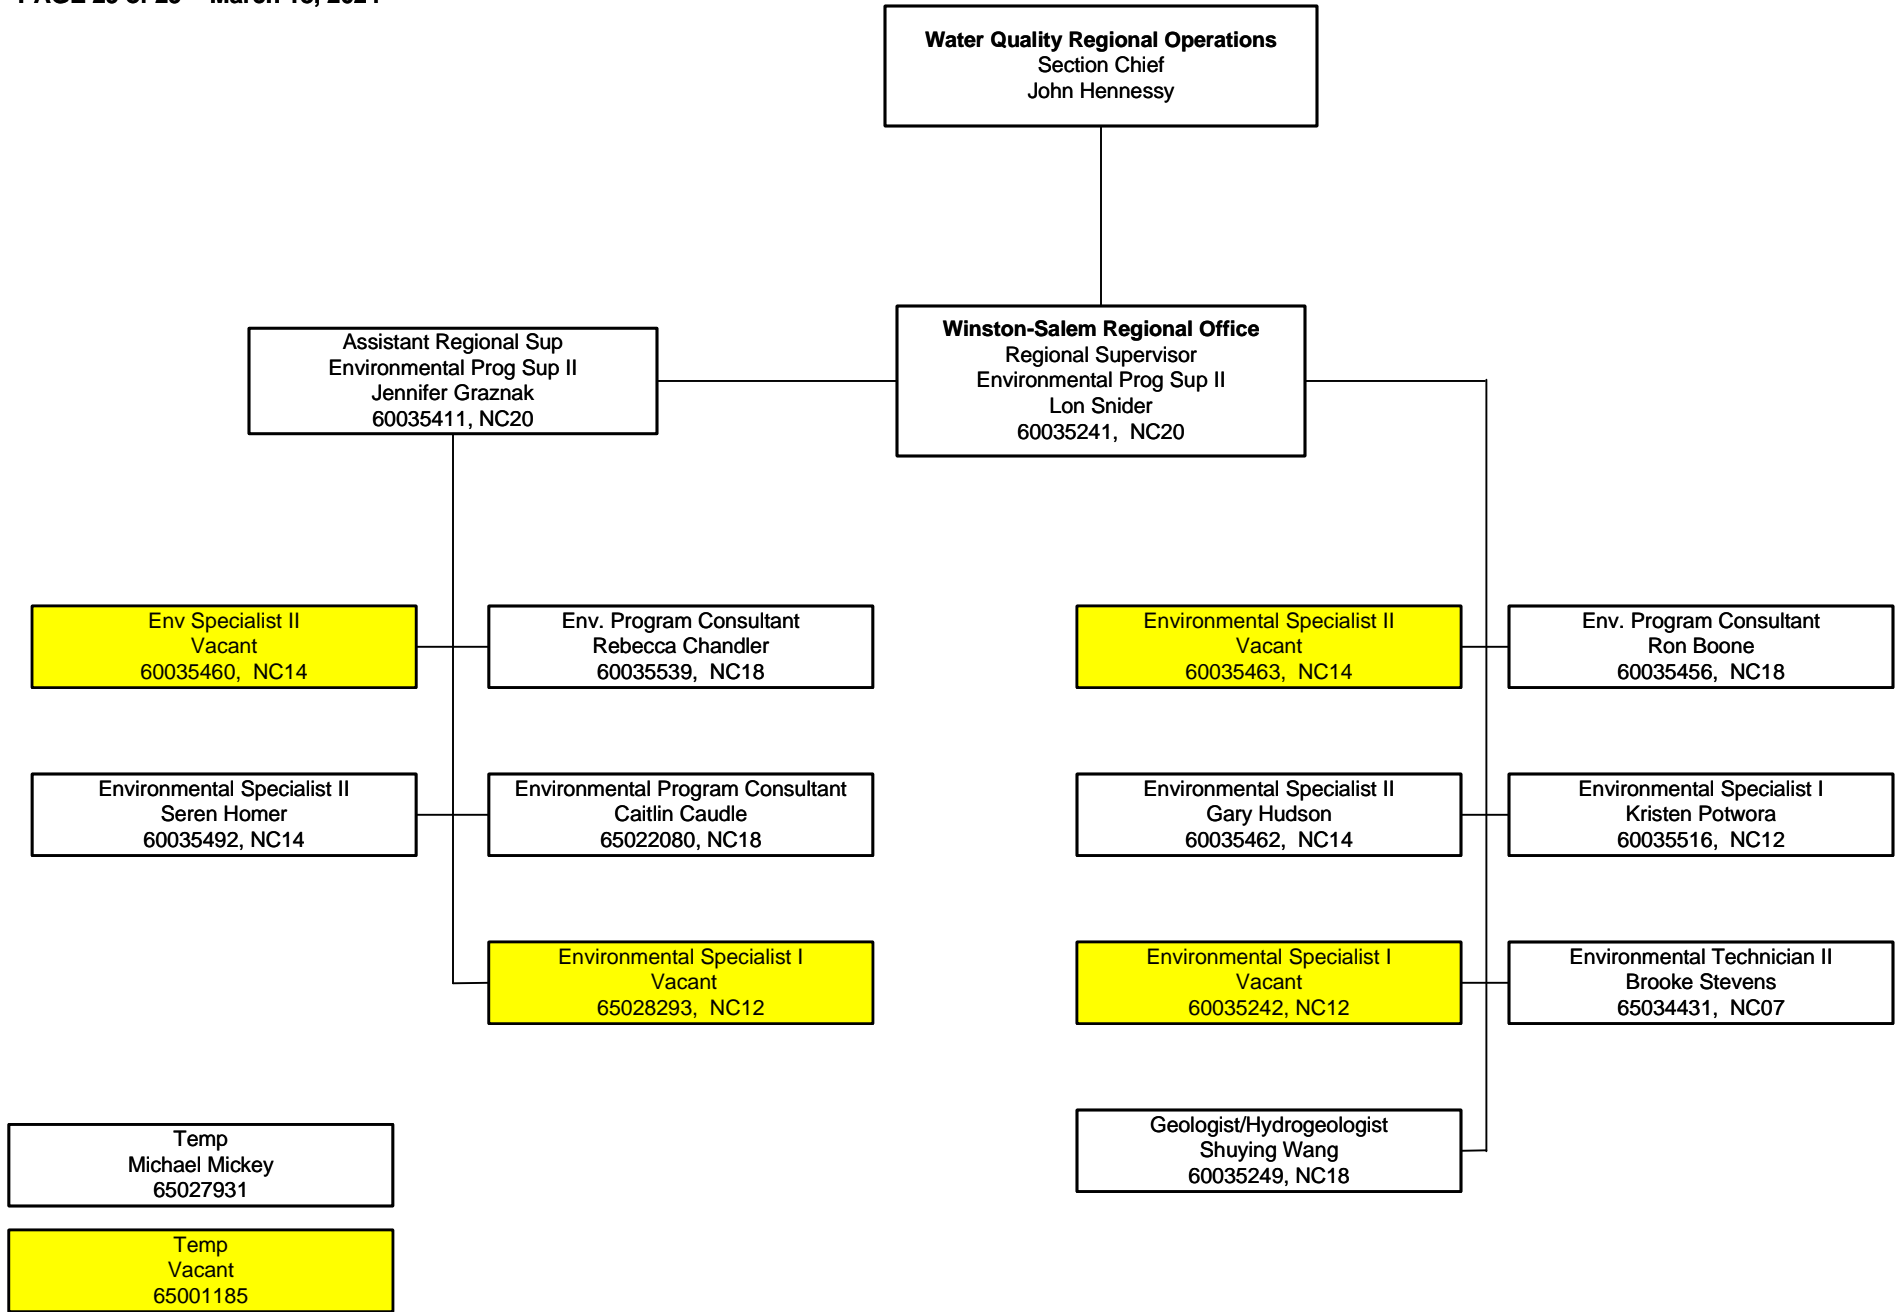 Water Quality Regional Operations
Section Chief
John Hennessy
Assistant Regional Sup
Environmental Prog Sup II
Jennifer Graznak
60035411, NC20
Winston-Salem Regional Office
Regional Supervisor
Environmental Prog Sup II
Lon Snider
60035241, NC20
Env Specialist II
Vacant
60035460, NC14
Env. Program Consultant
Rebecca Chandler
60035539, NC18
Environmental Specialist II
Vacant
60035463, NC14
Env. Program Consultant
Ron Boone
60035456, NC18
Environmental Specialist II
Seren Homer
60035492, NC14
Environmental Program Consultant
Caitlin Caudle
65022080, NC18
Environmental Specialist II
Gary Hudson
60035462, NC14
Environmental Specialist I
Kristen Potwora
60035516, NC12
Environmental Specialist I
Vacant
65028293, NC12
Environmental Specialist I
Vacant
60035242, NC12
Environmental Technician II
Brooke Stevens
65034431, NC07
Geologist/Hydrogeologist
Shuying Wang
60035249, NC18
Temp
Michael Mickey
65027931
Temp
Vacant
65001185